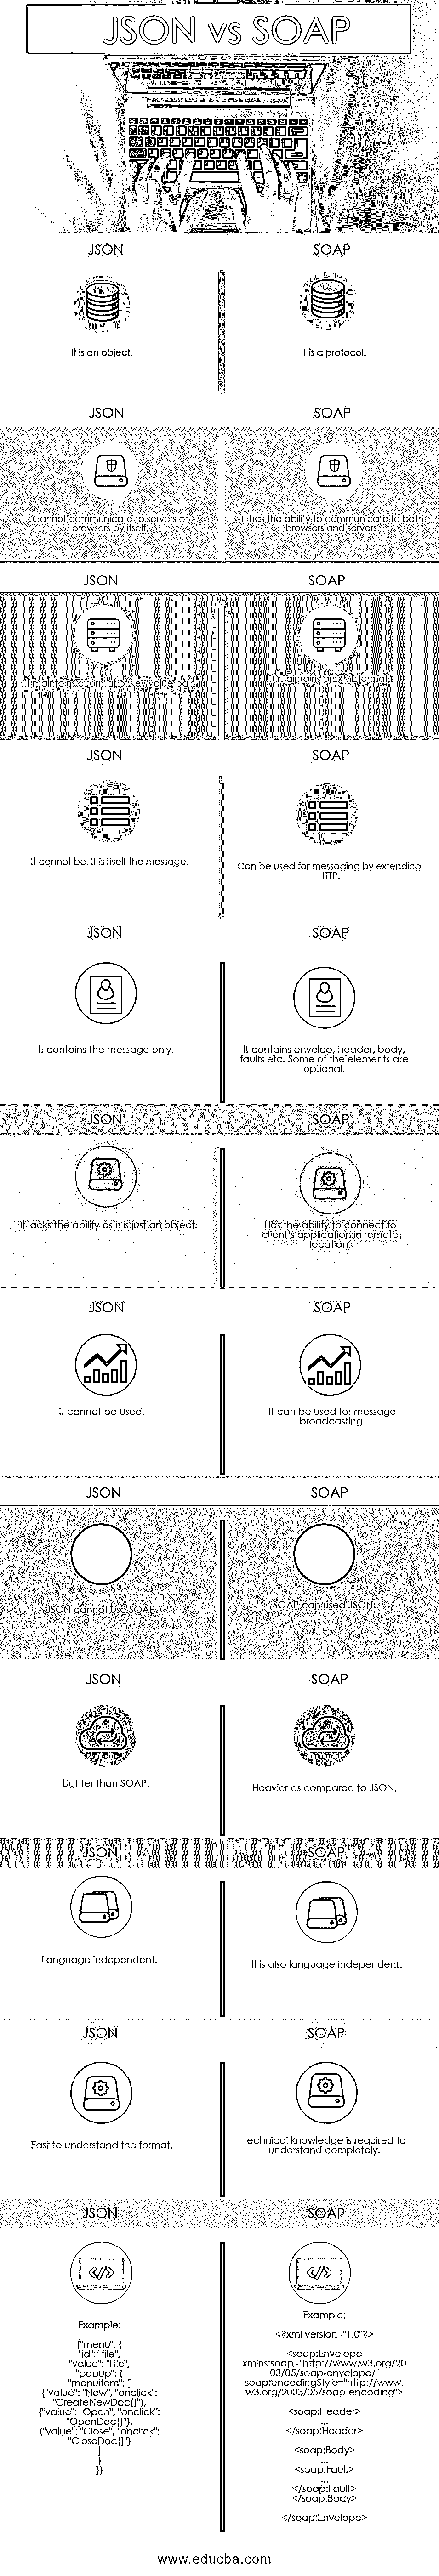 JSON vs SOAP
JSON
SOAP
It is an object.
It is a protocol.
JSON
SOAP
Cannot communicate to servers or
browsers by itself.
It has the ability to communicate to both
browsers and servers.
JSON
SOAP
It maintains a format of key value pair.
It maintains an XML format.
JSON
SOAP
It cannot be. It is itself the message.
Can be used for messaging by extending
HTTP.
JSON
SOAP
It contains the message only.
It contains envelop, header, body,
faults etc. Some of the elements are
optional.
JSON
SOAP
It lacks the ability as it is just an object.
Has the ability to connect to
client's application in remote
location.
JSON
SOAP
It cannot be used.
It can be used for message
broadcasting.
JSON
SOAP
JSON cannot use SOAP.
SOAP can used JSON.
JSON
SOAP
Lighter than SOAP.
Heavier as compared to JSON.
JSON
SOAP
Language independent.
It is also language independent.
JSON
SOAP
East to understand the format.
Technical knowledge is required to
understand completely.
JSON
SOAP
</>
</>
Example:
{"menu": {
"id": "file",
"value": "File",
"popup": {
"menuitem": [
{"value": "New", "onclick":
"CreateNewDoc()"},
{"value": "Open", "onclick":
"OpenDoc()"},
{"value": "Close", "onclick":
"CloseDoc()"}
]
}
}}
Example:
<?xml version="1.0"?>
<soap:Envelope
xmlns:soap="http://www.w3.org/20
03/05/soap-envelope/"
soap:encodingStyle="http://www.
w3.org/2003/05/soap-encoding">
<soap:Header>
...
</soap:Header>
<soap:Body>
...
<soap:Fault>
...
</soap:Fault>
</soap:Body>
</soap:Envelope>
www.educba.com